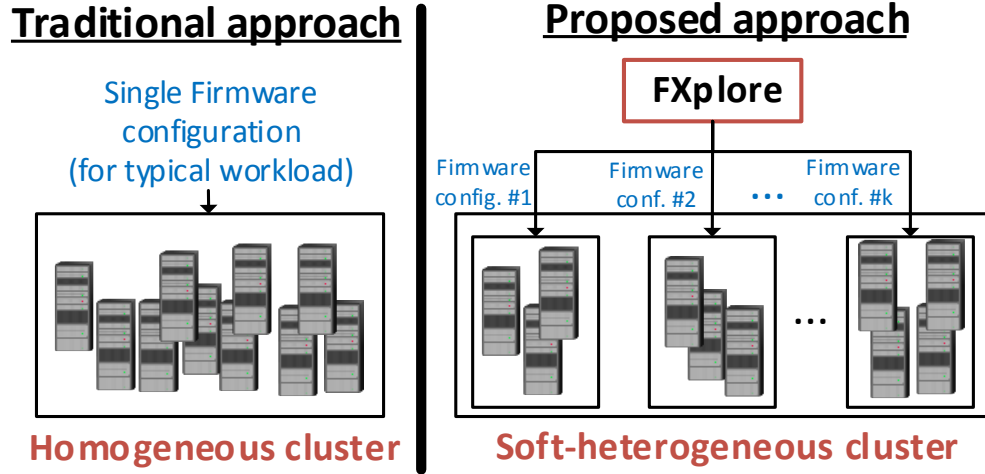 Traditional approach
Single Firmware
configuration
(for typical workload)
Homogeneous cluster
Proposed approach
FXplore
Firmware
config. #1
Firmware
conf. #2
...
Firmware
conf. #k
...
Soft-heterogeneous cluster